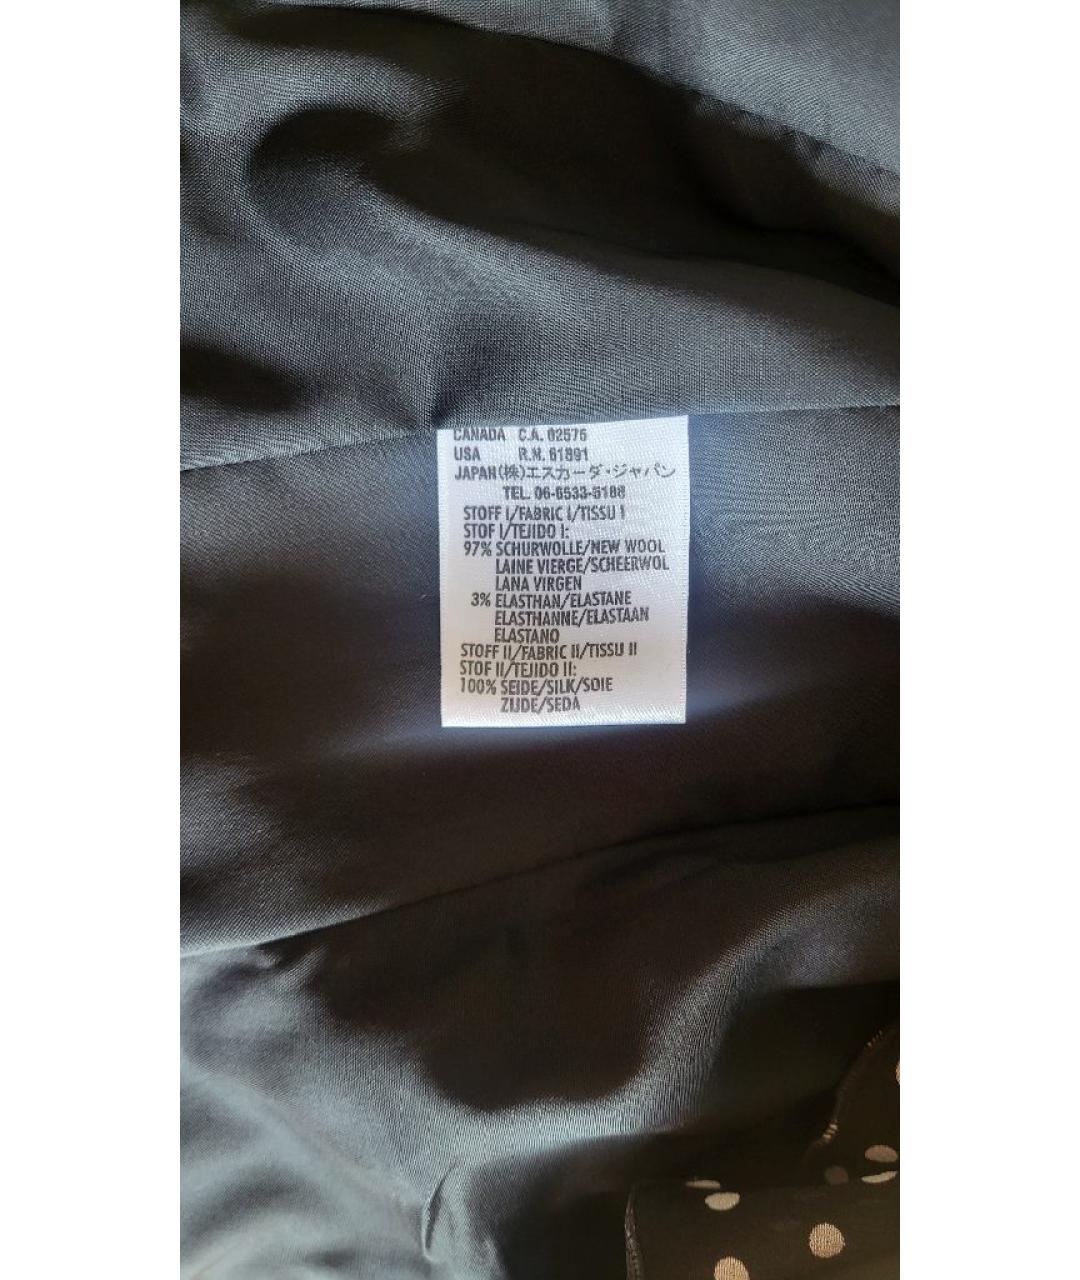 CANADA C.A. 02575
USA R.N. 61891
JAPAN(株)エスカーダ・ジャパン
TEL. 06-6533-5188
STOFF I/FABRIC I/TISSU I
STOF I/TEJIDO I:
97% SCHURWOLLE/NEW WOOL
LAINE VIERGE/SCHEERWOL
LANA VIRGEN
3% ELASTHAN/ELASTANE
ELASTHANNE/ELASTAAN
ELASTANO
STOFF II/FABRIC II/TISSU II
STOF II/TEJIDO II:
100% SEIDE/SILK/SOIE
ZIJDE/SEDA